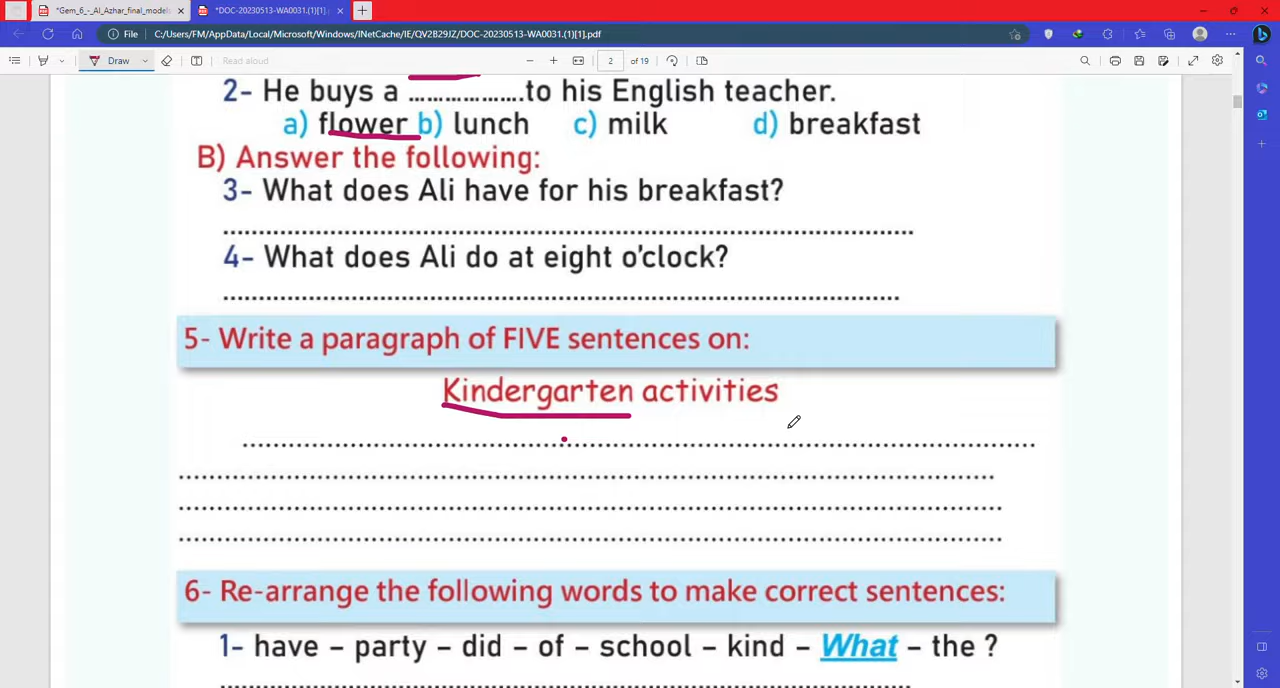 *Gem_6_-_Al_Azhar_final_models
*DOC-20230513-WA0031.(1)[1].p
File C:/Users/FM/AppData/Local/Microsoft/Windows/INetCache/IE/QV2B29JZ/DOC-20230513-WA0031.(1)[1].pdf
Draw Read aloud 2 of 19
2- He buys a ...................to his English teacher.
a) flower b) lunch c) milk d) breakfast
B) Answer the following:
3- What does Ali have for his breakfast?
4- What does Ali do at eight o’clock?
5- Write a paragraph of FIVE sentences on:
Kindergarten activities
6- Re-arrange the following words to make correct sentences:
1- have – party – did – of – school – kind – What – the ?